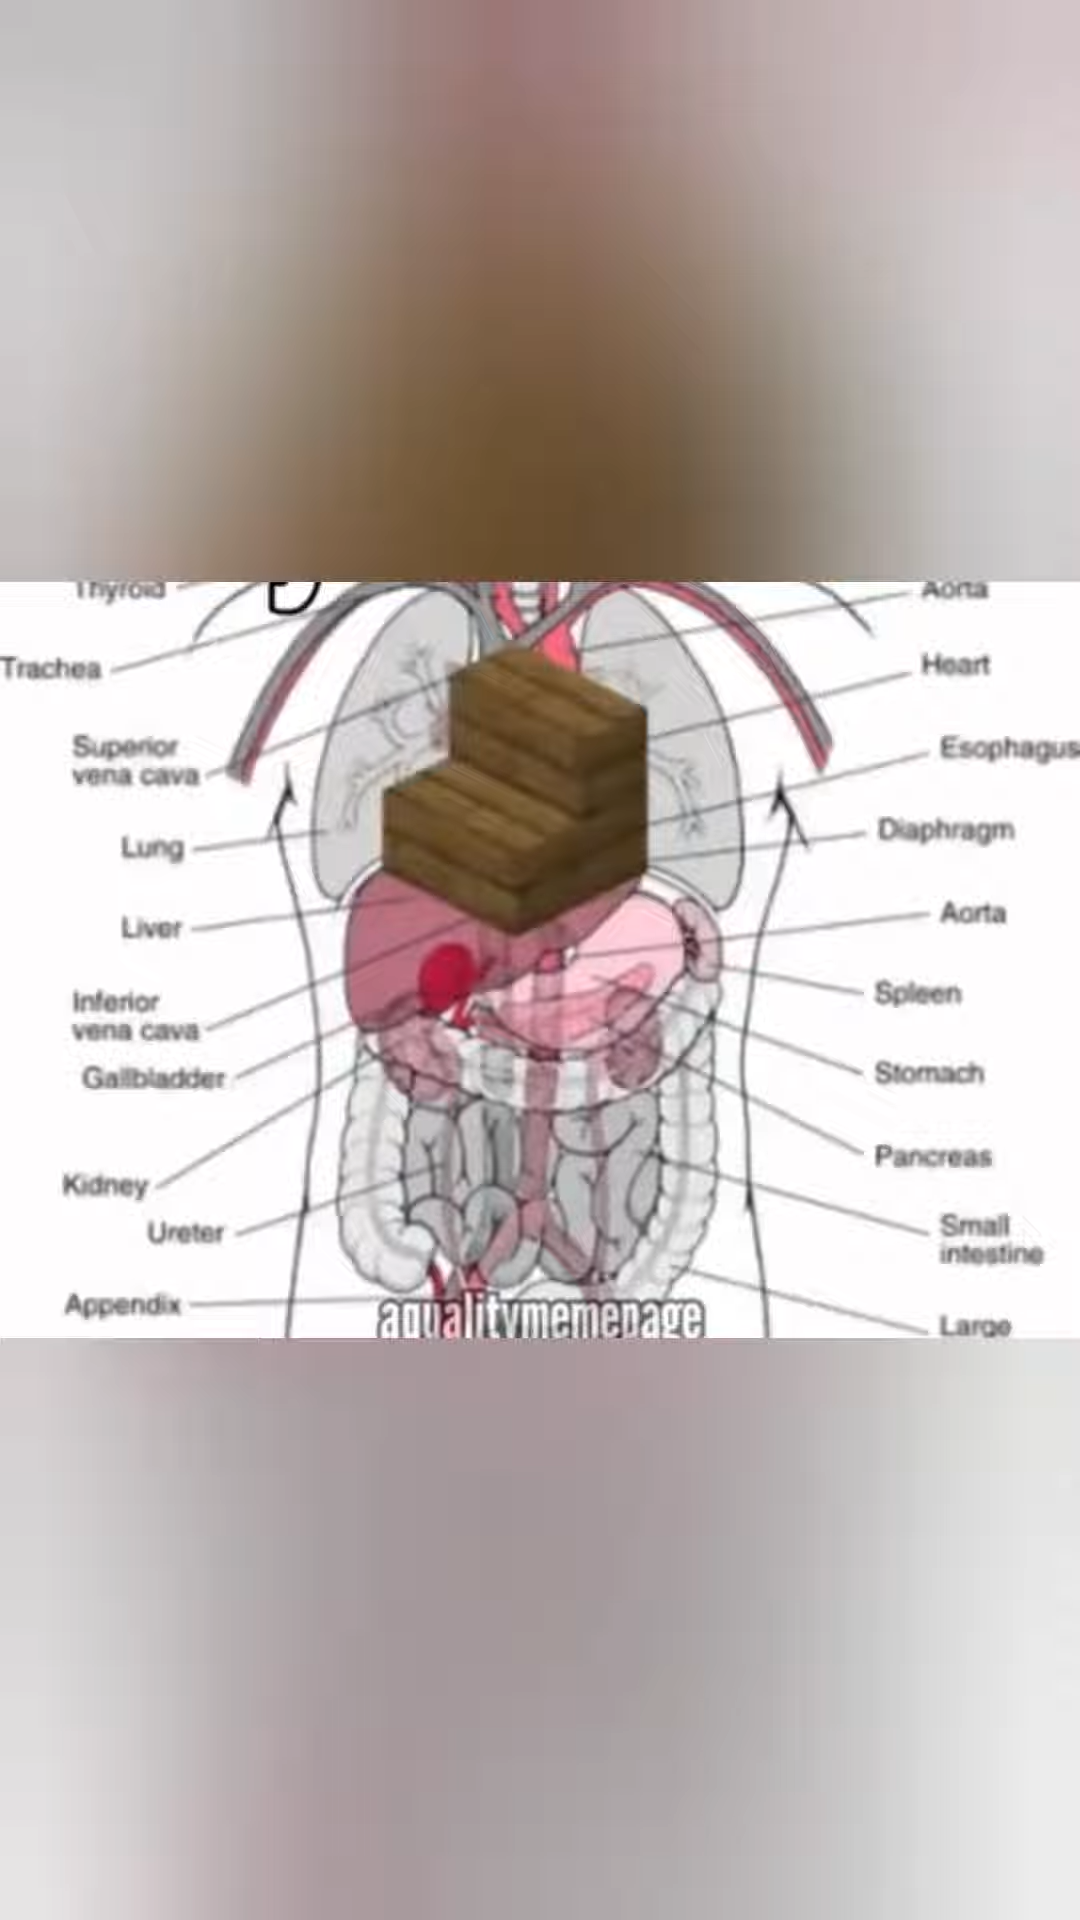 Thyroid
Trachea
Superior
vena cava
Lung
Liver
Inferior
vena cava
Gallbladder
Kidney
Ureter
Appendix
Aorta
Heart
Esophagus
Diaphragm
Aorta
Spleen
Stomach
Pancreas
Small
intestine
Large
aqualitymemepage